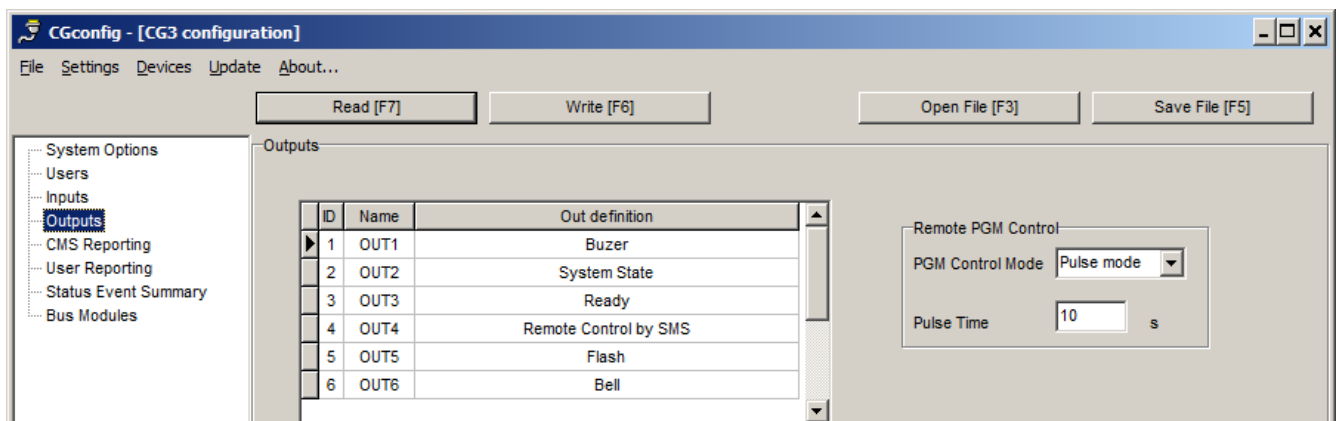 CGconfig - [CG3 configuration]
File Settings Devices Update About...
Read [F7] Write [F6] Open File [F3] Save File [F5]
System Options
Users
Inputs
Outputs
CMS Reporting
User Reporting
Status Event Summary
Bus Modules
Outputs
ID Name Out definition
1 OUT1 Buzer
2 OUT2 System State
3 OUT3 Ready
4 OUT4 Remote Control by SMS
5 OUT5 Flash
6 OUT6 Bell
Remote PGM Control
PGM Control Mode Pulse mode
Pulse Time 10 s